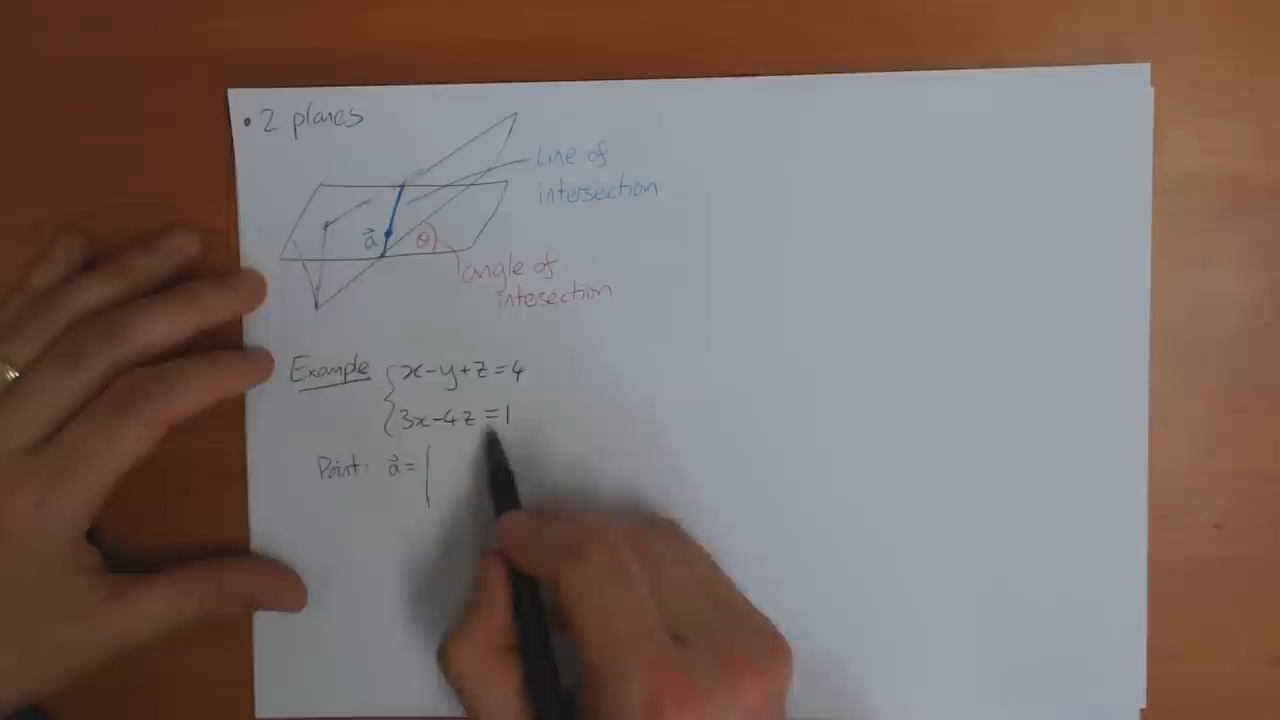 • 2 planes
Line of
intersection
a⃗
θ
angle of
intesection
Example { x-y+z=4
3x-4z=1
Point: a⃗ = |